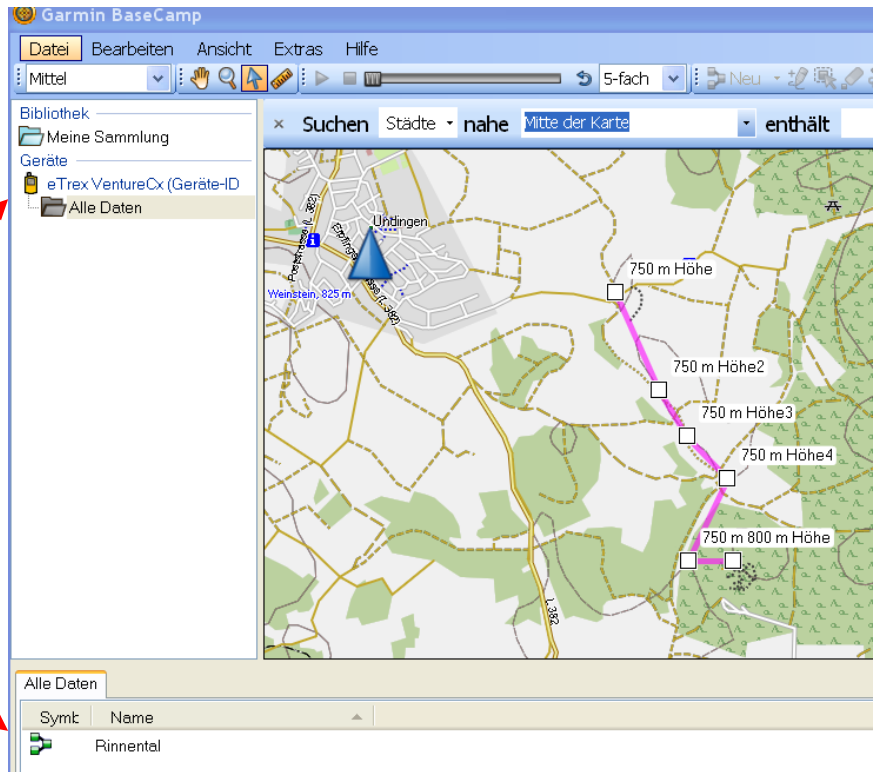 Garmin BaseCamp
Datei Bearbeiten Ansicht Extras Hilfe
Mittel 5-fach Neu
Bibliothek
Meine Sammlung
Geräte
eTrex VentureCx (Geräte-ID
Alle Daten
× Suchen Städte nahe Mitte der Karte enthält
Undingen
Poststrasse (L 382)
Weinstein, 825 m
750 m Höhe
750 m Höhe2
750 m Höhe3
750 m Höhe4
750 m 800 m Höhe
L 382
Alle Daten
Name
Rinnental